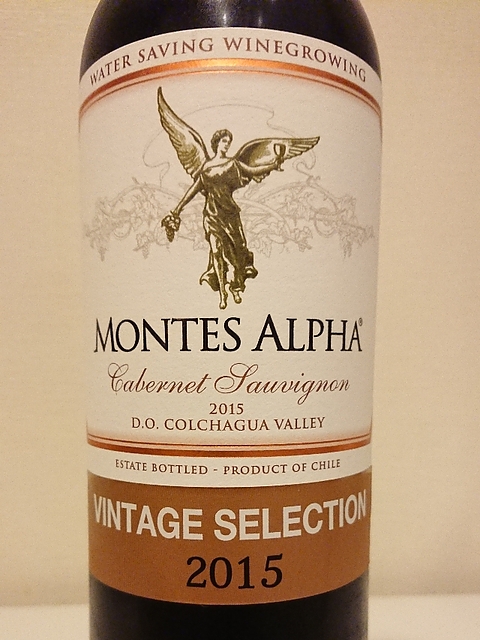 WATER SAVING WINEGROWING
MONTES ALPHA®
Cabernet Sauvignon
2015
D.O. COLCHAGUA VALLEY
ESTATE BOTTLED - PRODUCT OF CHILE
VINTAGE SELECTION
2015